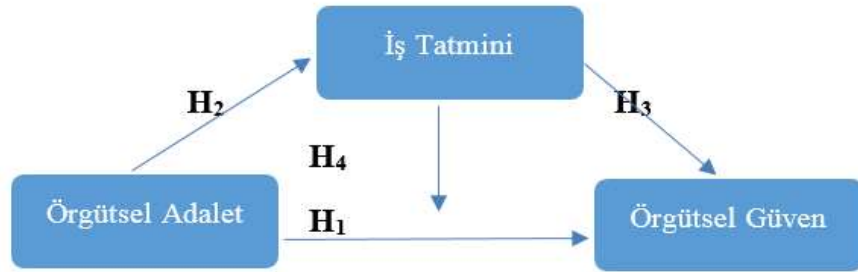 İş Tatmini
H₂
H₃
H₄
Örgütsel Adalet
H₁
Örgütsel Güven